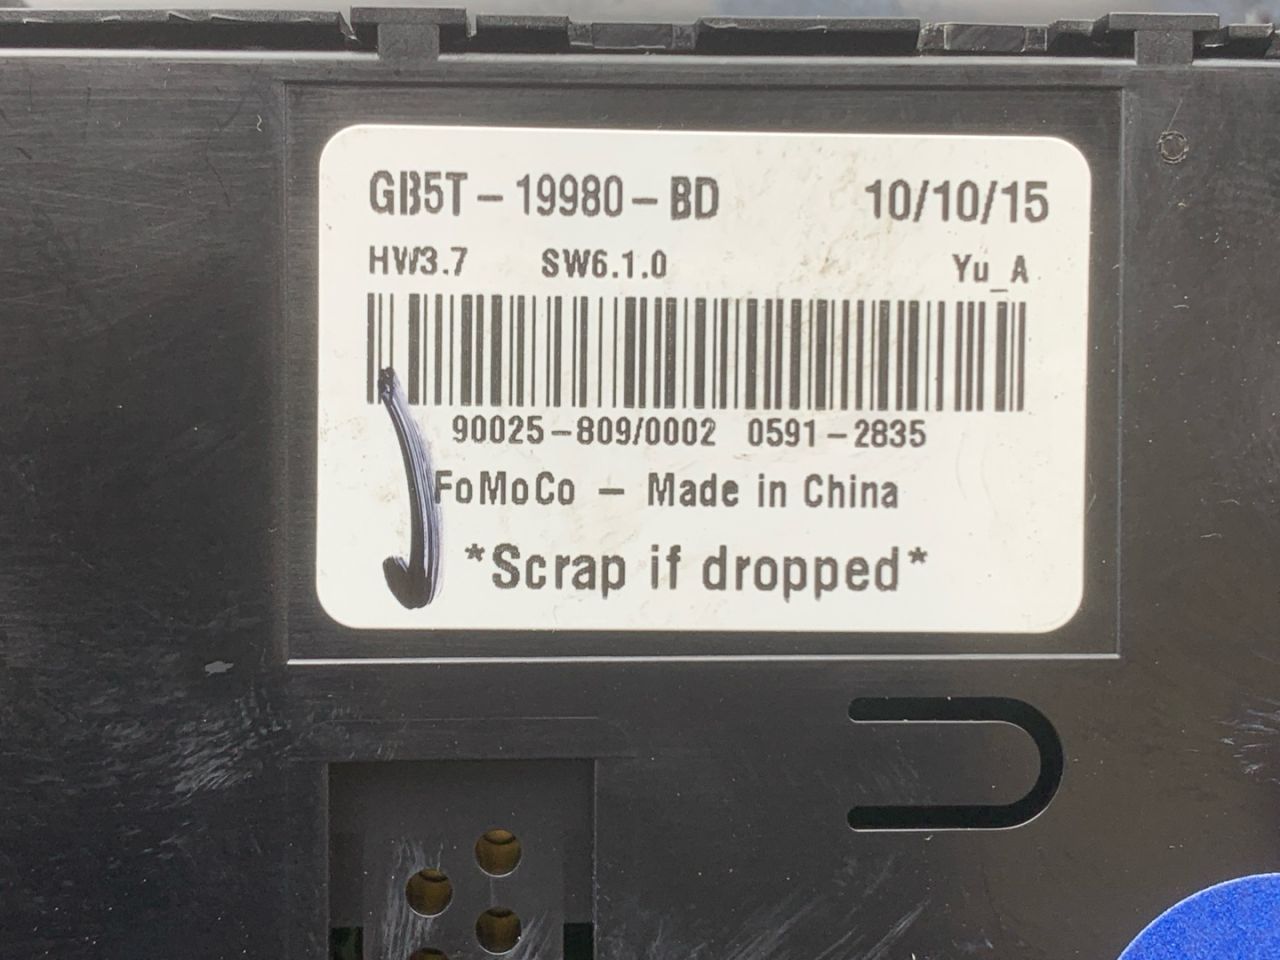 GB5T-19980-BD 10/10/15
HW3.7 SW6.1.0 Yu_A
90025-809/0002 0591-2835
FoMoCo - Made in China
*Scrap if dropped*